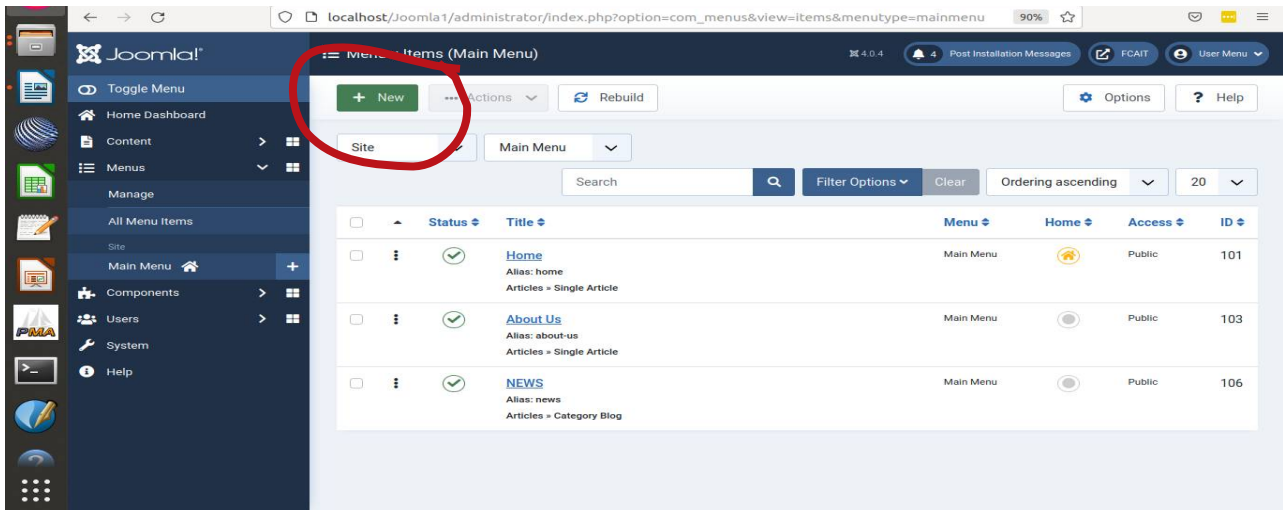 localhost/Joomla1/administrator/index.php?option=com_menus&view=items&menutype=mainmenu 90%
Joomla!
Menus: Items (Main Menu) 4.0.4 4 Post Installation Messages FCAIT User Menu
Toggle Menu
Home Dashboard
Content
Menus
Manage
All Menu Items
Site
Main Menu
Components
Users
System
Help
+ New Actions Rebuild Options ? Help
Site Main Menu
Search Filter Options Clear Ordering ascending 20
Status Title Menu Home Access ID
Home Main Menu Public 101
Alias: home
Articles » Single Article
About Us Main Menu Public 103
Alias: about-us
Articles » Single Article
NEWS Main Menu Public 106
Alias: news
Articles » Category Blog
PMA